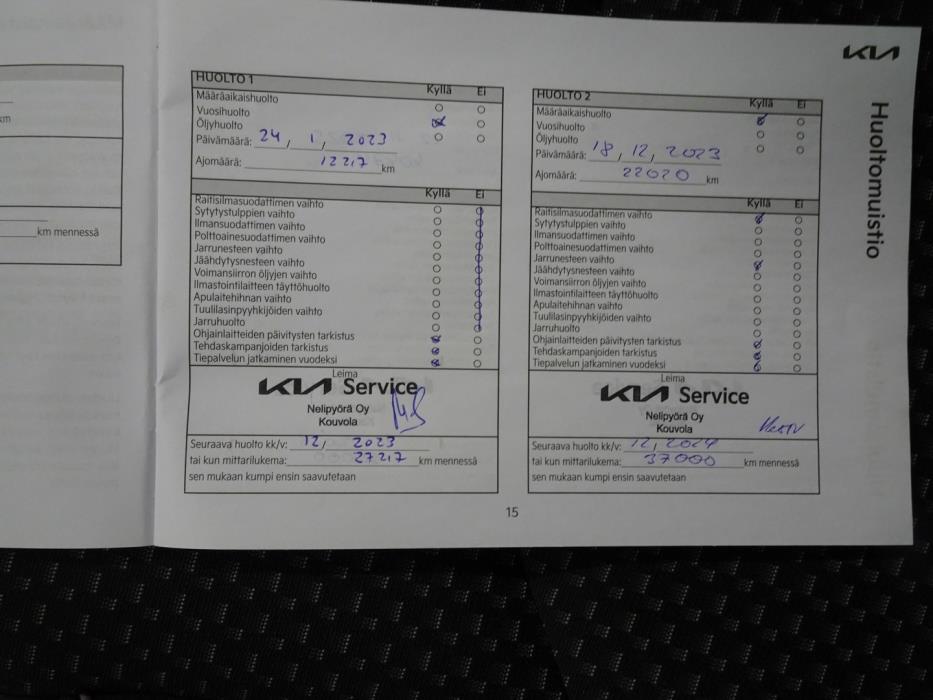 km
km mennessä
KIA
Huoltomuistio
HUOLTO 1 Kyllä Ei
Määräaikaishuolto
Vuosihuolto
Öljyhuolto
Päivämäärä: 24, 1, 2023
Ajomäärä: 12217 km
Kyllä Ei
Raitisilmasuodattimen vaihto
Sytytystulppien vaihto
Ilmansuodattimen vaihto
Polttoainesuodattimen vaihto
Jarrunesteen vaihto
Jäähdytysnesteen vaihto
Voimansiirron öljyjen vaihto
Ilmastointilaitteen täyttöhuolto
Apulaitehihnan vaihto
Tuulilasinpyyhkijöiden vaihto
Jarruhuolto
Ohjainlaitteiden päivitysten tarkistus
Tehdaskampanjoiden tarkistus
Tiepalvelun jatkaminen vuodeksi
Leima
KIA Service
Nelipyörä Oy
Kouvola
Seuraava huolto kk/v: 12, 2023
tai kun mittarilukema: 27217 km mennessä
sen mukaan kumpi ensin saavutetaan
HUOLTO 2 Kyllä Ei
Määräaikaishuolto
Vuosihuolto
Öljyhuolto
Päivämäärä: 18, 12, 2023
Ajomäärä: 22020 km
Kyllä Ei
Raitisilmasuodattimen vaihto
Sytytystulppien vaihto
Ilmansuodattimen vaihto
Polttoainesuodattimen vaihto
Jarrunesteen vaihto
Jäähdytysnesteen vaihto
Voimansiirron öljyjen vaihto
Ilmastointilaitteen täyttöhuolto
Apulaitehihnan vaihto
Tuulilasinpyyhkijöiden vaihto
Jarruhuolto
Ohjainlaitteiden päivitysten tarkistus
Tehdaskampanjoiden tarkistus
Tiepalvelun jatkaminen vuodeksi
Leima
KIA Service
Nelipyörä Oy
Kouvola
Seuraava huolto kk/v: 12, 2024
tai kun mittarilukema: 37000 km mennessä
sen mukaan kumpi ensin saavutetaan
15